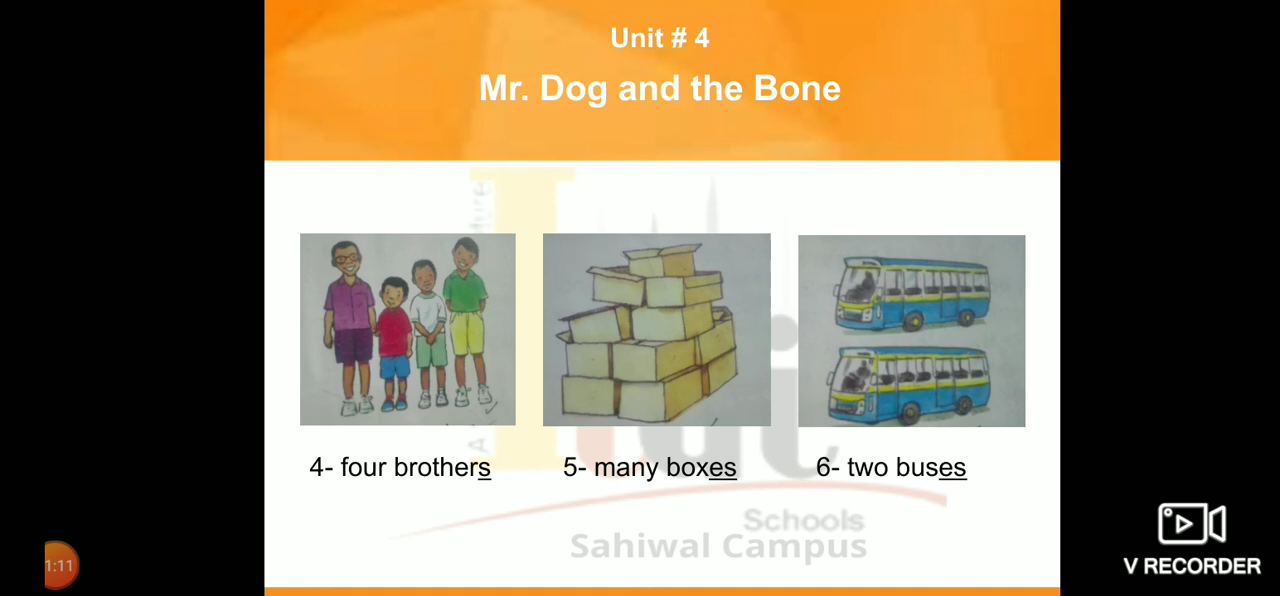 Unit # 4
Mr. Dog and the Bone
4- four brothers
5- many boxes
6- two buses
Schools
Sahiwal Campus
1:11
V RECORDER